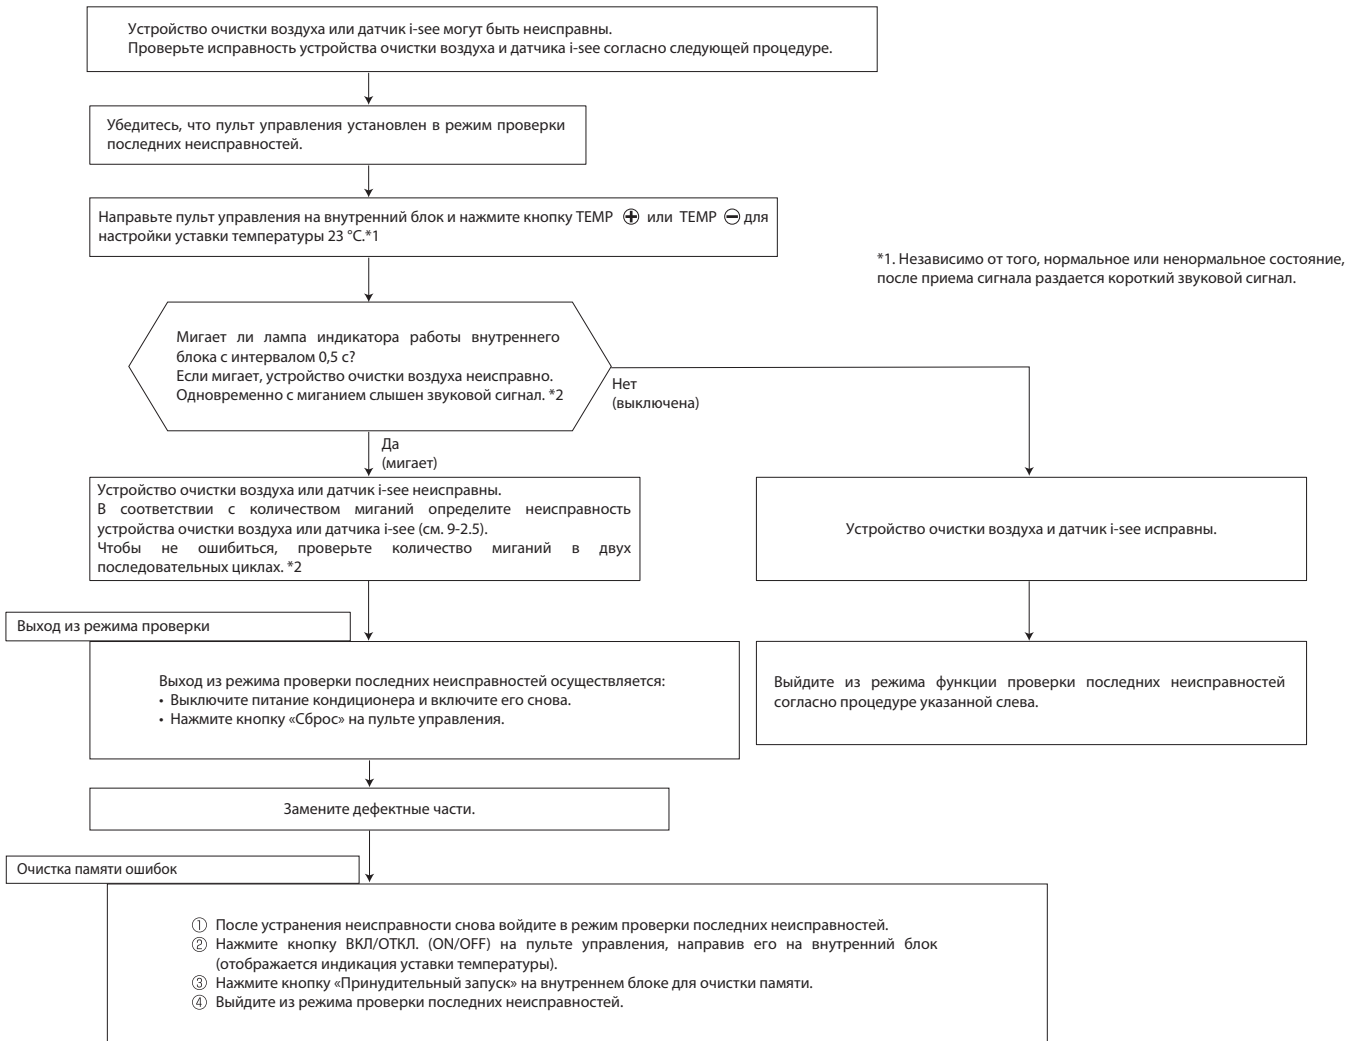 Устройство очистки воздуха или датчик i-see могут быть неисправны.
Проверьте исправность устройства очистки воздуха и датчика i-see согласно следующей процедуре.
Убедитесь, что пульт управления установлен в режим проверки
последних неисправностей.
Направьте пульт управления на внутренний блок и нажмите кнопку TEMP ⊕ или TEMP ⊖ для
настройки уставки температуры 23 °C.*1
*1. Независимо от того, нормальное или ненормальное состояние,
после приема сигнала раздается короткий звуковой сигнал.
Мигает ли лампа индикатора работы внутреннего
блока с интервалом 0,5 с?
Если мигает, устройство очистки воздуха неисправно.
Одновременно с миганием слышен звуковой сигнал. *2
Нет
(выключена)
Да
(мигает)
Устройство очистки воздуха или датчик i-see неисправны.
В соответствии с количеством миганий определите неисправность
устройства очистки воздуха или датчика i-see (см. 9-2.5).
Чтобы не ошибиться, проверьте количество миганий в двух
последовательных циклах. *2
Устройство очистки воздуха и датчик i-see исправны.
Выход из режима проверки
Выход из режима проверки последних неисправностей осуществляется:
• Выключите питание кондиционера и включите его снова.
• Нажмите кнопку «Сброс» на пульте управления.
Выйдите из режима функции проверки последних неисправностей
согласно процедуре указанной слева.
Замените дефектные части.
Очистка памяти ошибок
① После устранения неисправности снова войдите в режим проверки последних неисправностей.
② Нажмите кнопку ВКЛ/ОТКЛ. (ON/OFF) на пульте управления, направив его на внутренний блок
(отображается индикация уставки температуры).
③ Нажмите кнопку «Принудительный запуск» на внутреннем блоке для очистки памяти.
④ Выйдите из режима проверки последних неисправностей.